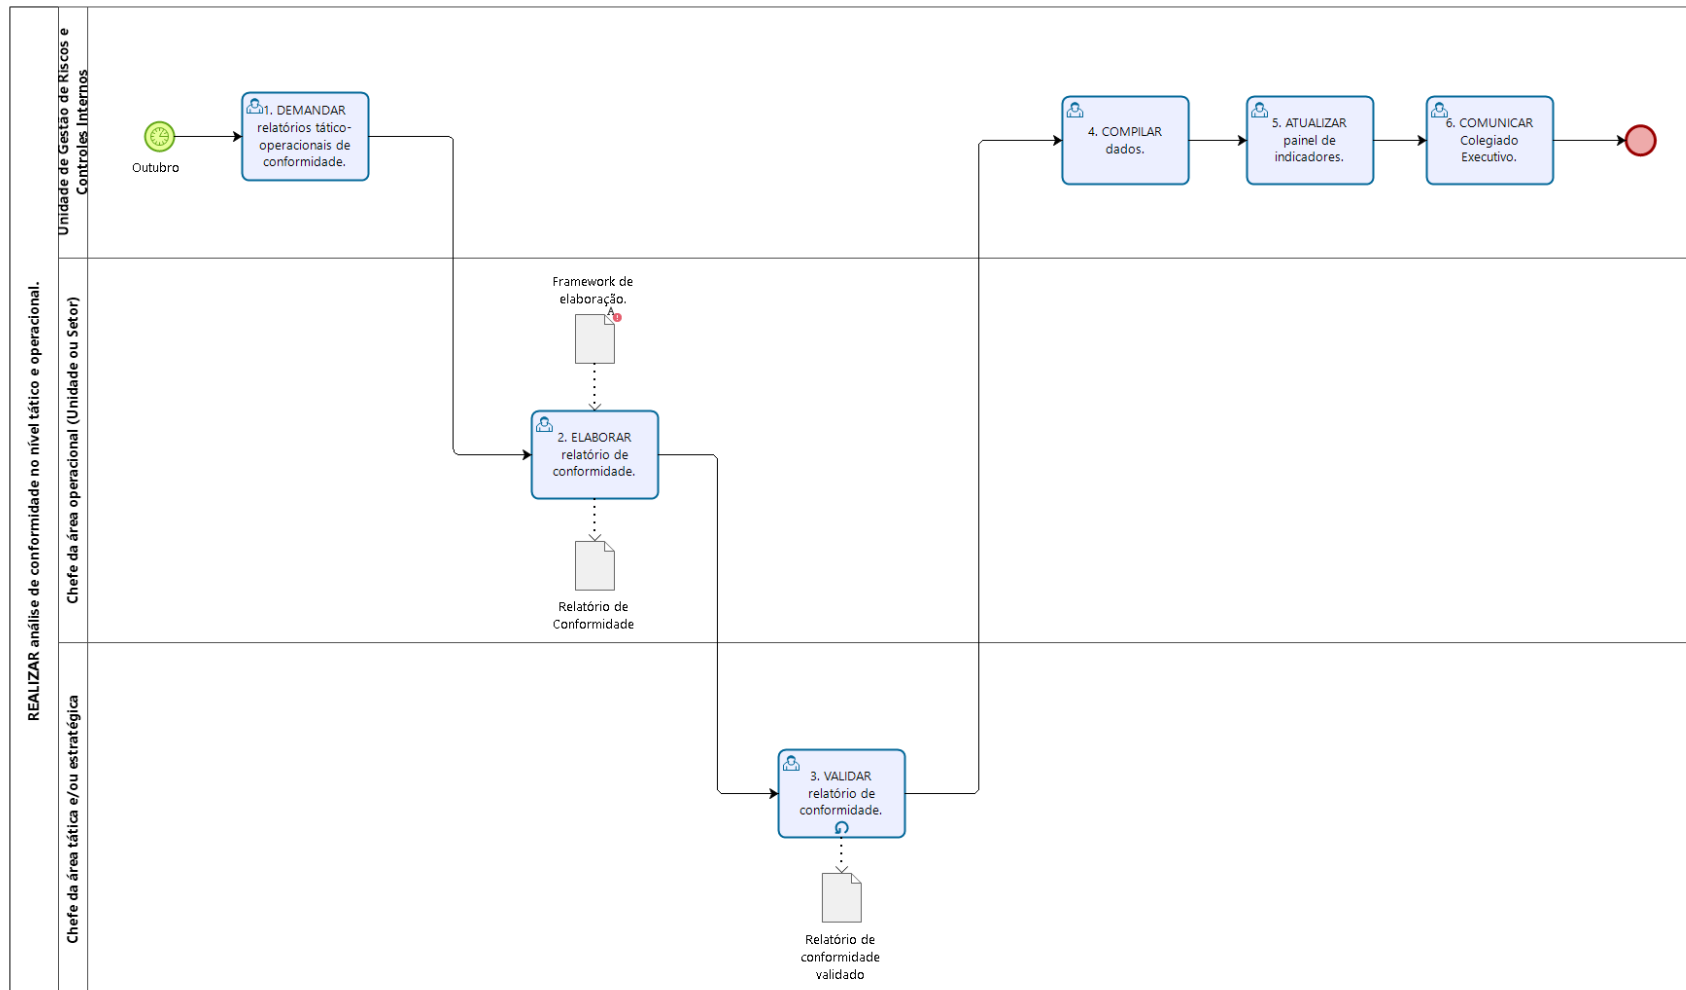 REALIZAR análise de conformidade no nível tático e operacional.
Unidade de Gestão de Riscos e
Controles Internos
Outubro
1. DEMANDAR
relatórios tático-
operacionais de
conformidade.
4. COMPILAR
dados.
5. ATUALIZAR
painel de
indicadores.
6. COMUNICAR
Colegiado
Executivo.
Chefe da área operacional (Unidade ou Setor)
Framework de
elaboração.
A
2. ELABORAR
relatório de
conformidade.
Relatório de
Conformidade
Chefe da área tática e/ou estratégica
3. VALIDAR
relatório de
conformidade.
Relatório de
conformidade
validado